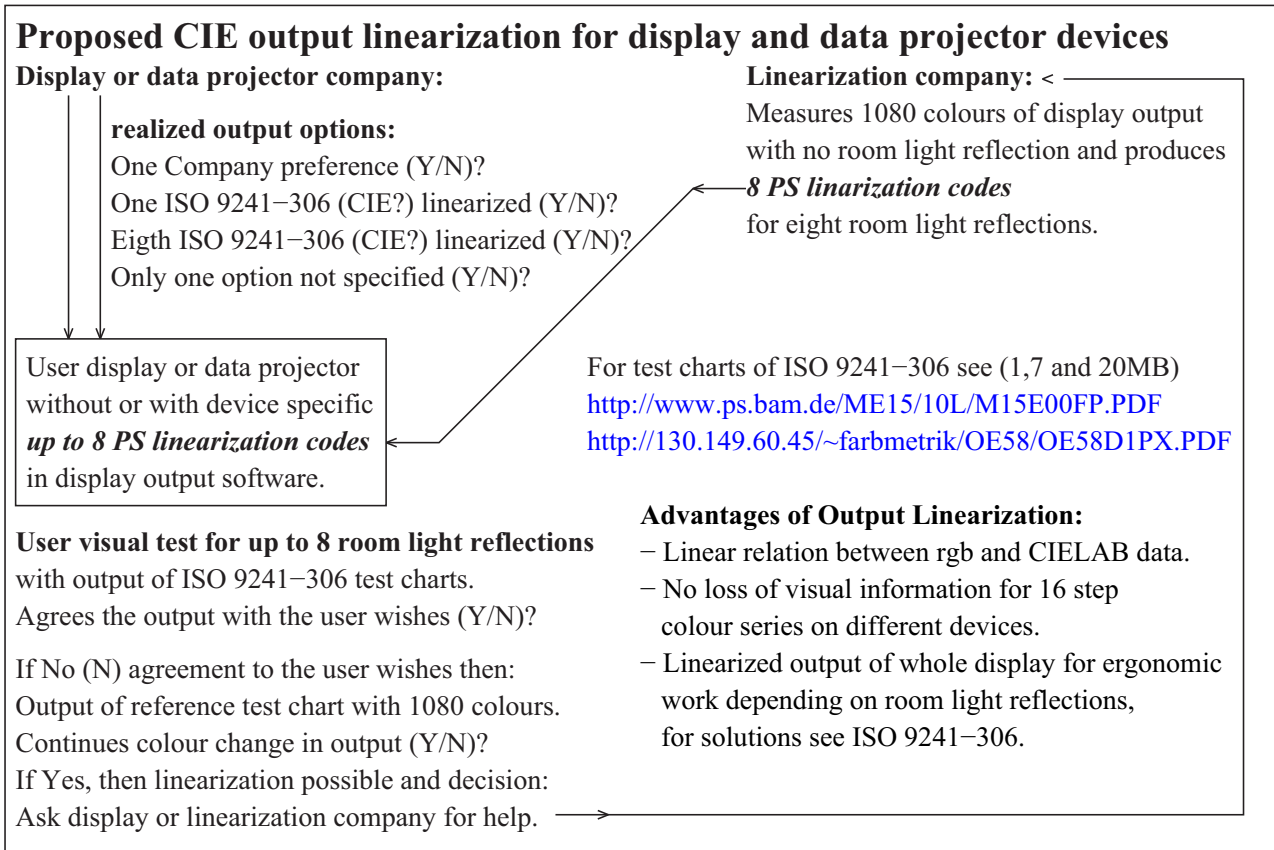 Proposed CIE output linearization for display and data projector devices
Display or data projector company:
realized output options:
One Company preference (Y/N)?
One ISO 9241−306 (CIE?) linearized (Y/N)?
Eigth ISO 9241−306 (CIE?) linearized (Y/N)?
Only one option not specified (Y/N)?
Linearization company:
Measures 1080 colours of display output
with no room light reflection and produces
8 PS linarization codes
for eight room light reflections.
User display or data projector
without or with device specific
up to 8 PS linearization codes
in display output software.
For test charts of ISO 9241−306 see (1,7 and 20MB)
http://www.ps.bam.de/ME15/10L/M15E00FP.PDF
http://130.149.60.45/~farbmetrik/OE58/OE58D1PX.PDF
User visual test for up to 8 room light reflections
with output of ISO 9241−306 test charts.
Agrees the output with the user wishes (Y/N)?
If No (N) agreement to the user wishes then:
Output of reference test chart with 1080 colours.
Continues colour change in output (Y/N)?
If Yes, then linearization possible and decision:
Ask display or linearization company for help.
Advantages of Output Linearization:
− Linear relation between rgb and CIELAB data.
− No loss of visual information for 16 step
colour series on different devices.
− Linearized output of whole display for ergonomic
work depending on room light reflections,
for solutions see ISO 9241−306.